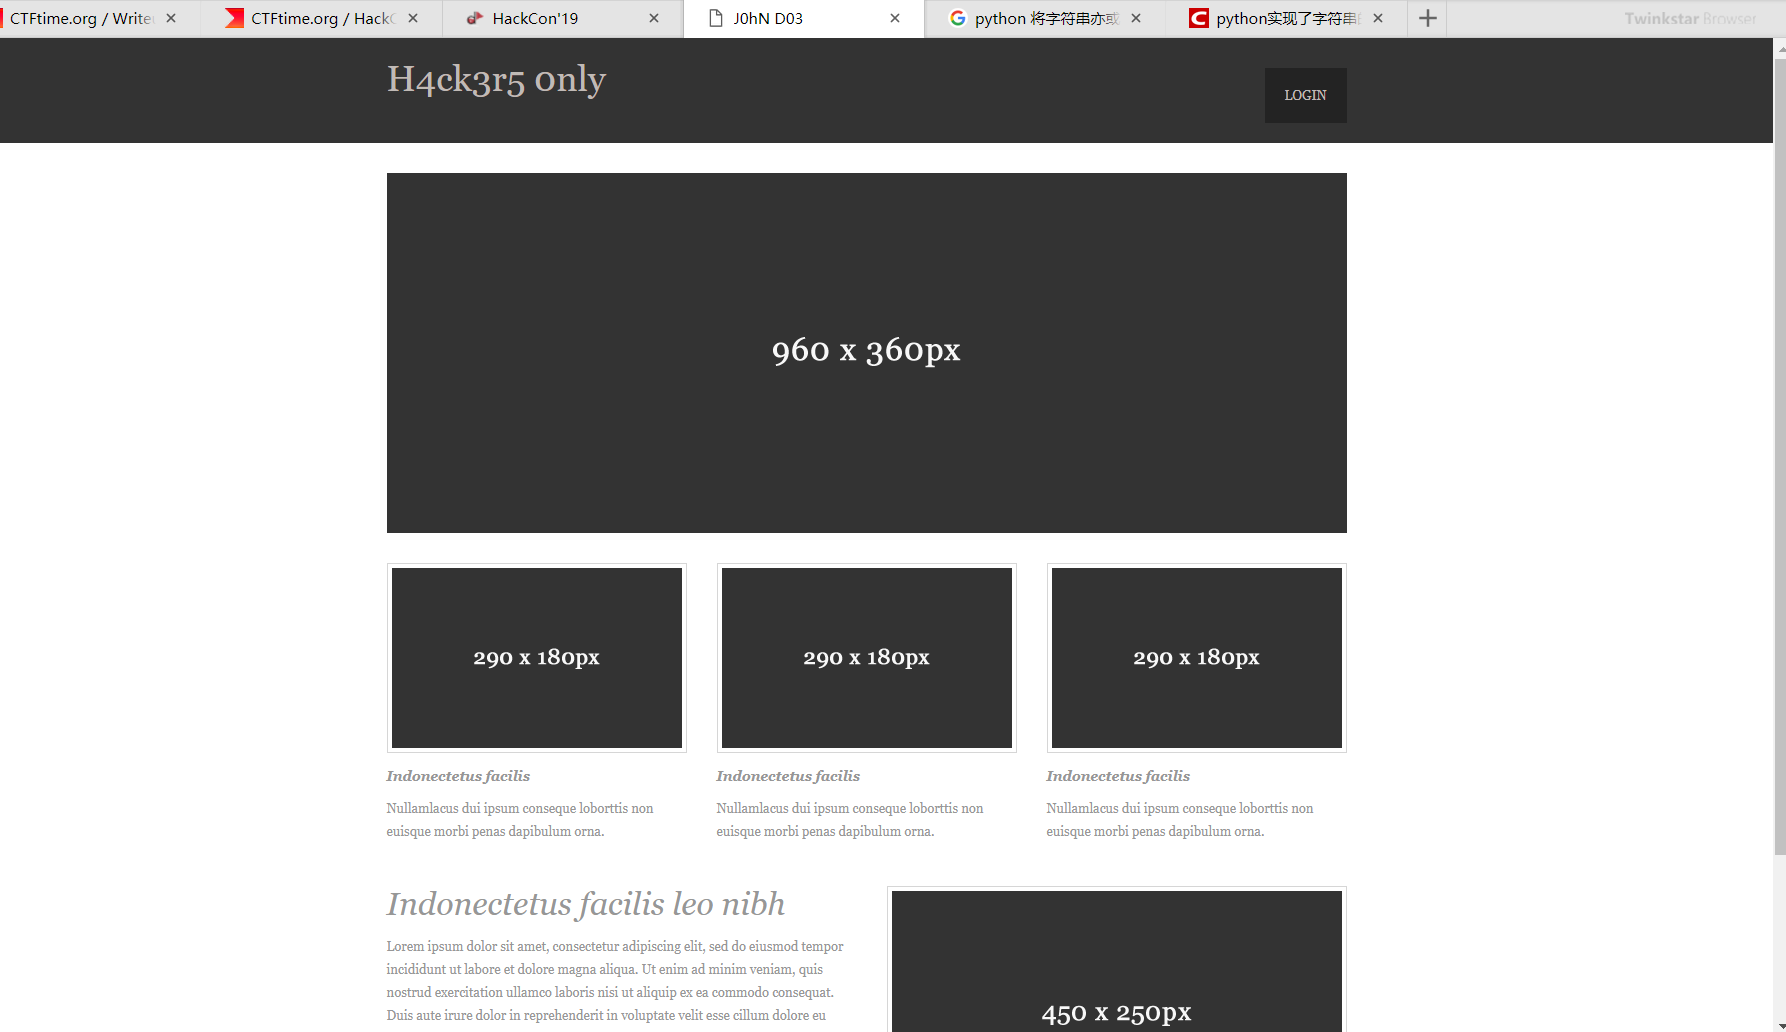 CTFtime.org / Write
CTFtime.org / Hack
HackCon'19
J0hN D03
python 将字符串亦或
python实现了字符串
Twinkstar Browser
H4ck3r5 0nly
LOGIN
960 x 360px
290 x 180px
290 x 180px
290 x 180px
Indonectetus facilis
Nullamlacus dui ipsum conseque loborttis non
euisque morbi penas dapibulum orna.
Indonectetus facilis
Nullamlacus dui ipsum conseque loborttis non
euisque morbi penas dapibulum orna.
Indonectetus facilis
Nullamlacus dui ipsum conseque loborttis non
euisque morbi penas dapibulum orna.
Indonectetus facilis leo nibh
Lorem ipsum dolor sit amet, consectetur adipiscing elit, sed do eiusmod tempor
incididunt ut labore et dolore magna aliqua. Ut enim ad minim veniam, quis
nostrud exercitation ullamco laboris nisi ut aliquip ex ea commodo consequat.
Duis aute irure dolor in reprehenderit in voluptate velit esse cillum dolore eu
450 x 250px